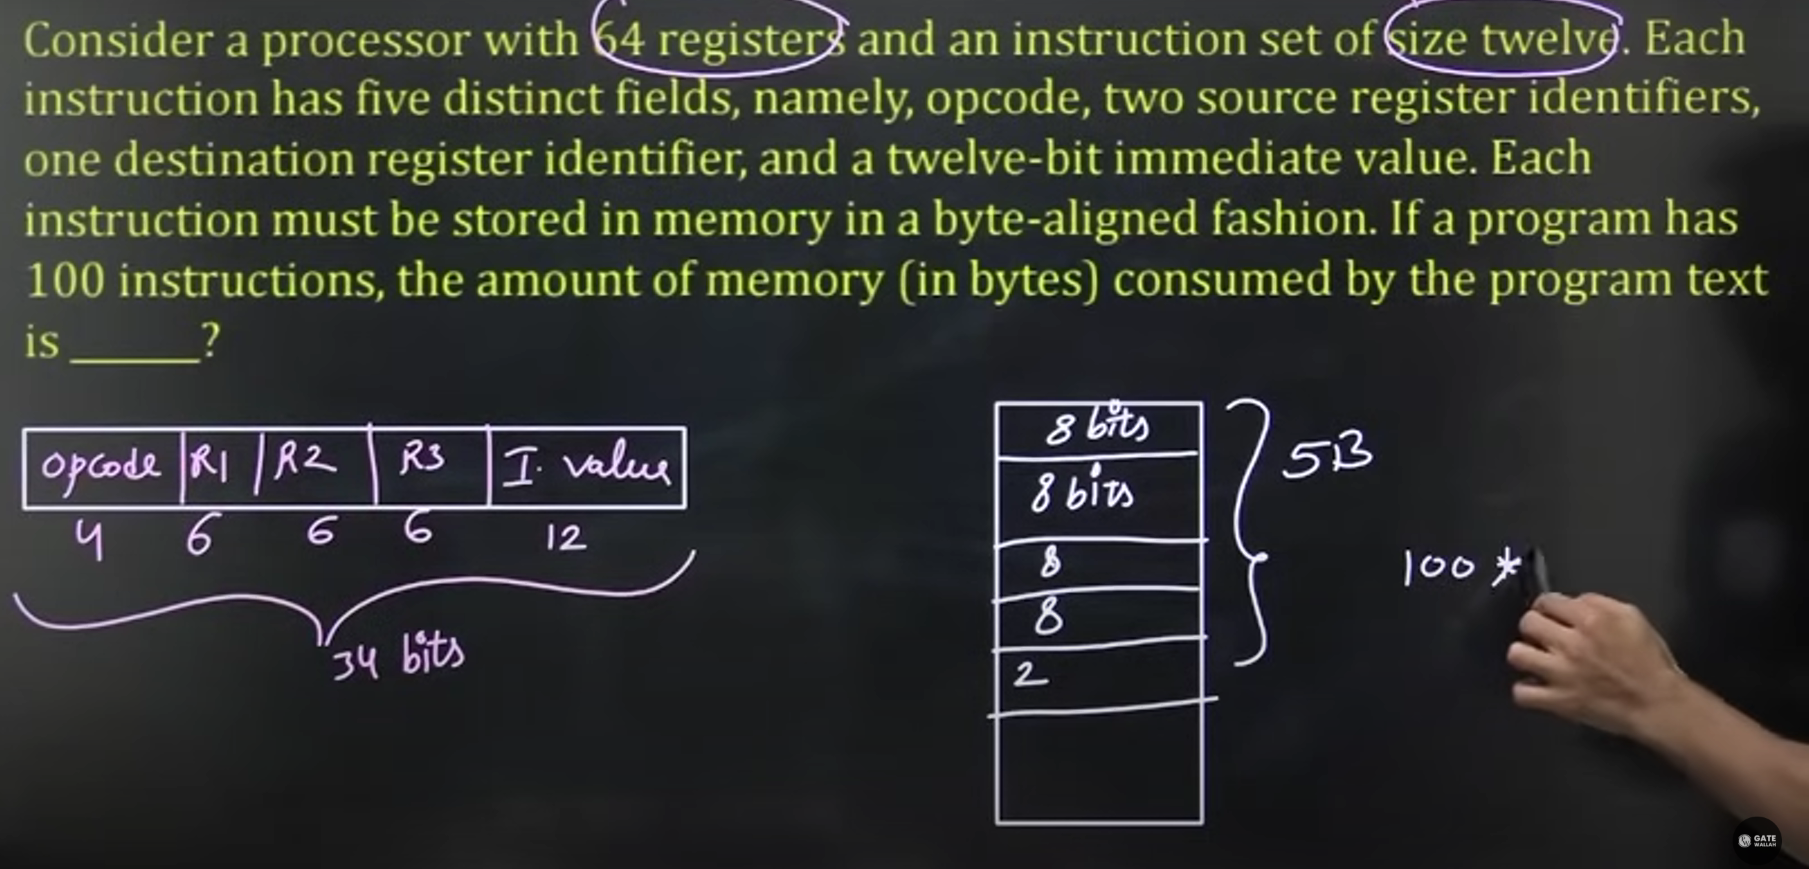 Consider a processor with 64 registers and an instruction set of size twelve. Each
instruction has five distinct fields, namely, opcode, two source register identifiers,
one destination register identifier, and a twelve-bit immediate value. Each
instruction must be stored in memory in a byte-aligned fashion. If a program has
100 instructions, the amount of memory (in bytes) consumed by the program text
is ______?
opcode R1 R2 R3 I. value
4 6 6 6 12
34 bits
8 bits
8 bits
8
8
2
5B
100 *
GATE
WALLAH